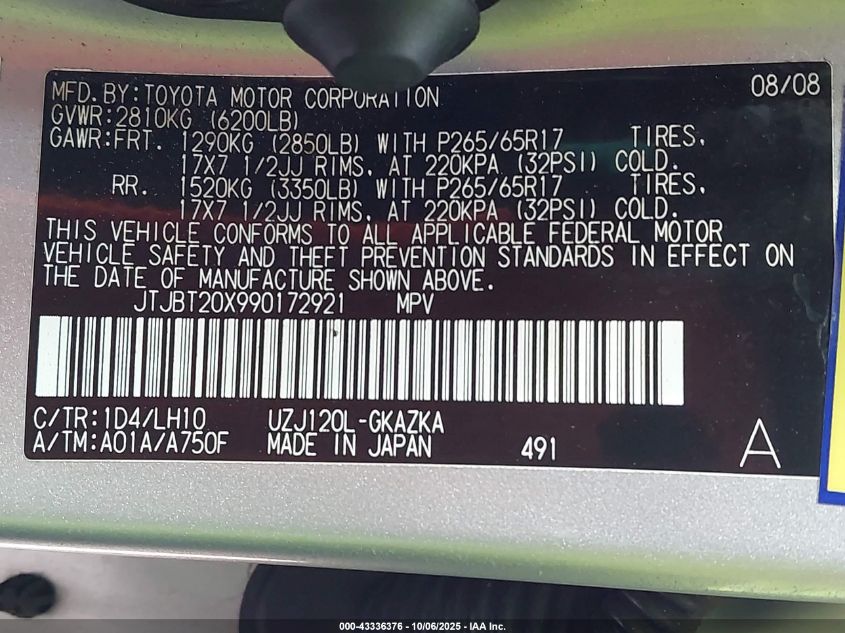 MFD. BY: TOYOTA MOTOR CORPORATION 08/08
GVWR: 2810KG (6200LB)
GAWR: FRT. 1290KG (2850LB) WITH P265/65R17 TIRES,
17X7 1/2JJ RIMS, AT 220KPA (32PSI) COLD.
RR. 1520KG (3350LB) WITH P265/65R17 TIRES,
17X7 1/2JJ RIMS, AT 220KPA (32PSI) COLD.
THIS VEHICLE CONFORMS TO ALL APPLICABLE FEDERAL MOTOR
VEHICLE SAFETY AND THEFT PREVENTION STANDARDS IN EFFECT ON
THE DATE OF MANUFACTURE SHOWN ABOVE.
JTJBT20X990172921 MPV
C/TR: 1D4/LH10 UZJ120L-GKAZKA
A/TM: A01A/A750F MADE IN JAPAN 491 A
000-43336376 - 10/06/2025 - IAA Inc.